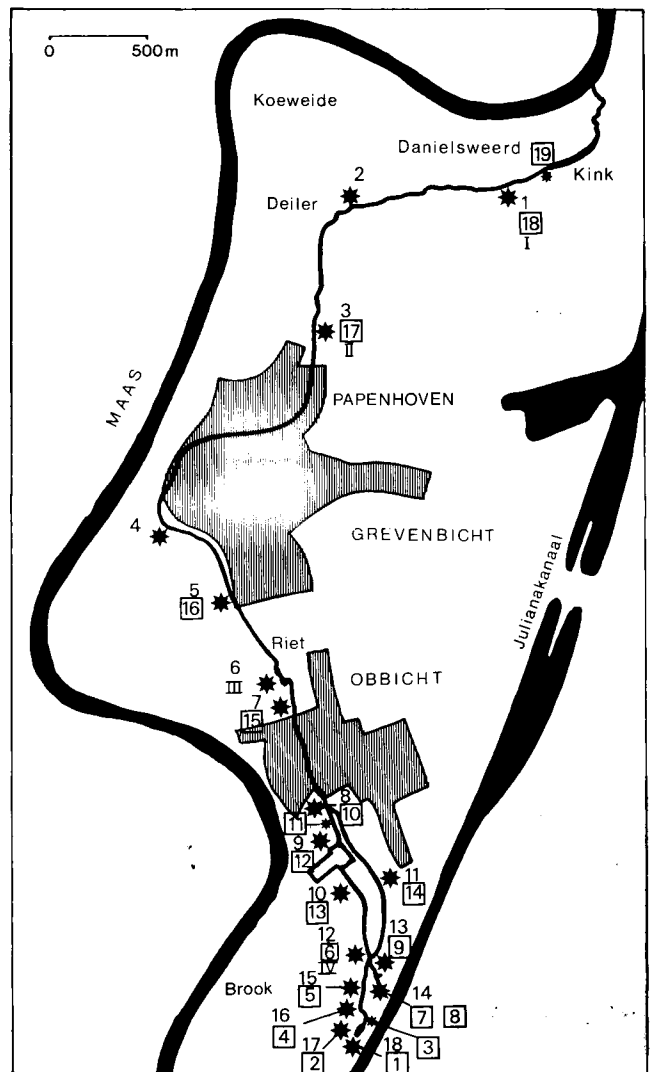 0 500m
Koeweide
Danielsweerd 19
Kink
2
Deiler
1
18
I
3
17
II
MAAS
PAPENHOVEN
4
GREVENBICHT
Julianakanaal
5
16
Riet
6
III
OBBICHT
7
15
8
10
11
9
12
11
14
10
13
12
6
IV
13
9
Brook
15
5
14
7 8
16
4
3
17
2
18
1